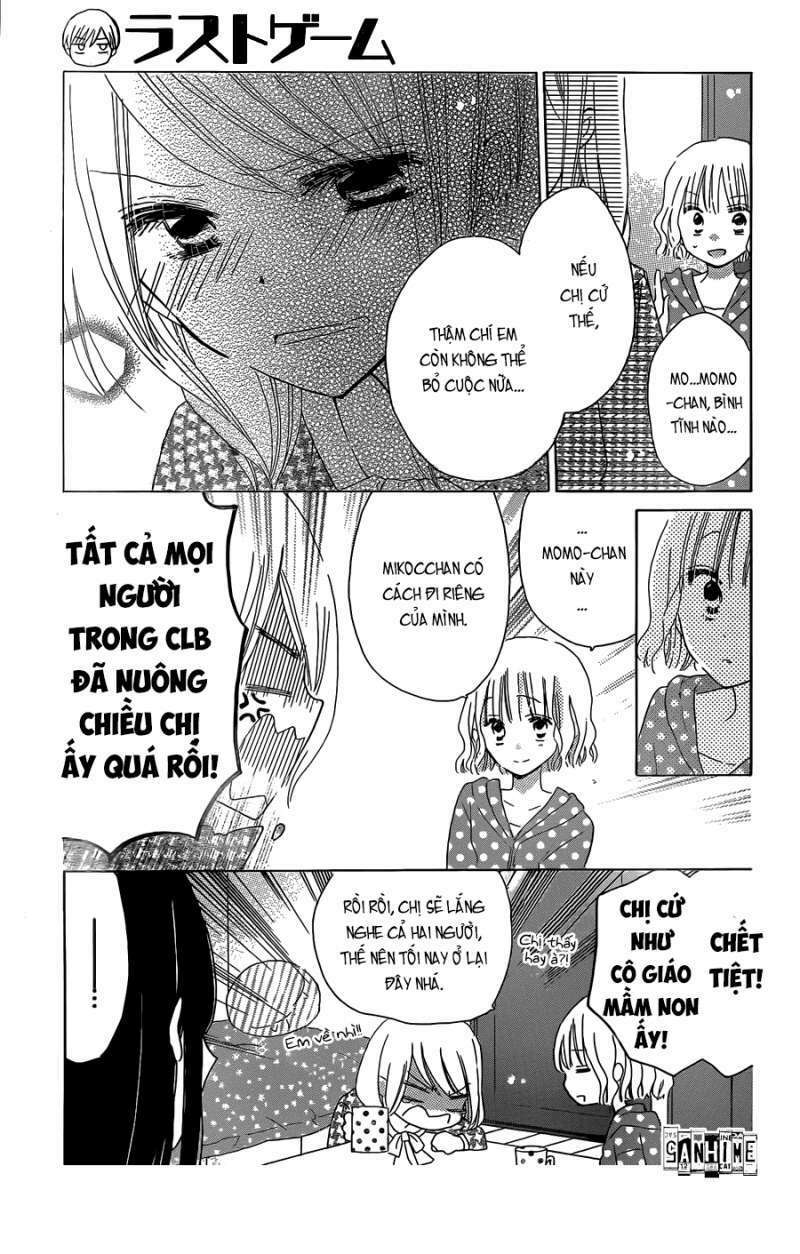 ラストゲーム
MO...MOMO
-CHAN, BÌNH
TĨNH NÀO...
NẾU
CHỊ CỨ
THẾ,
THẬM CHÍ EM
CÒN KHÔNG THỂ
BỎ CUỘC NỮA...
...
MOMO-CHAN
NÀY
...
MIKOCCHAN CÓ
CÁCH ĐI RIÊNG
CỦA MÌNH.
TẤT CẢ MỌI
NGƯỜI
TRONG CLB
ĐÃ NUÔNG
CHIỀU CHỊ
ẤY QUÁ RỒI!
CHẾT
TIỆT!
CHỊ CỨ
NHƯ
CÔ GIÁO
MẦM NON
ẤY!
Chị thấy
hay à?!
RỒI RỒI, CHỊ SẼ LẮNG
NGHE CẢ HAI NGƯỜI,
THẾ NÊN TỐI NAY Ở LẠI
ĐÂY NHÁ.
Em về nhì!!
......
SANHIME